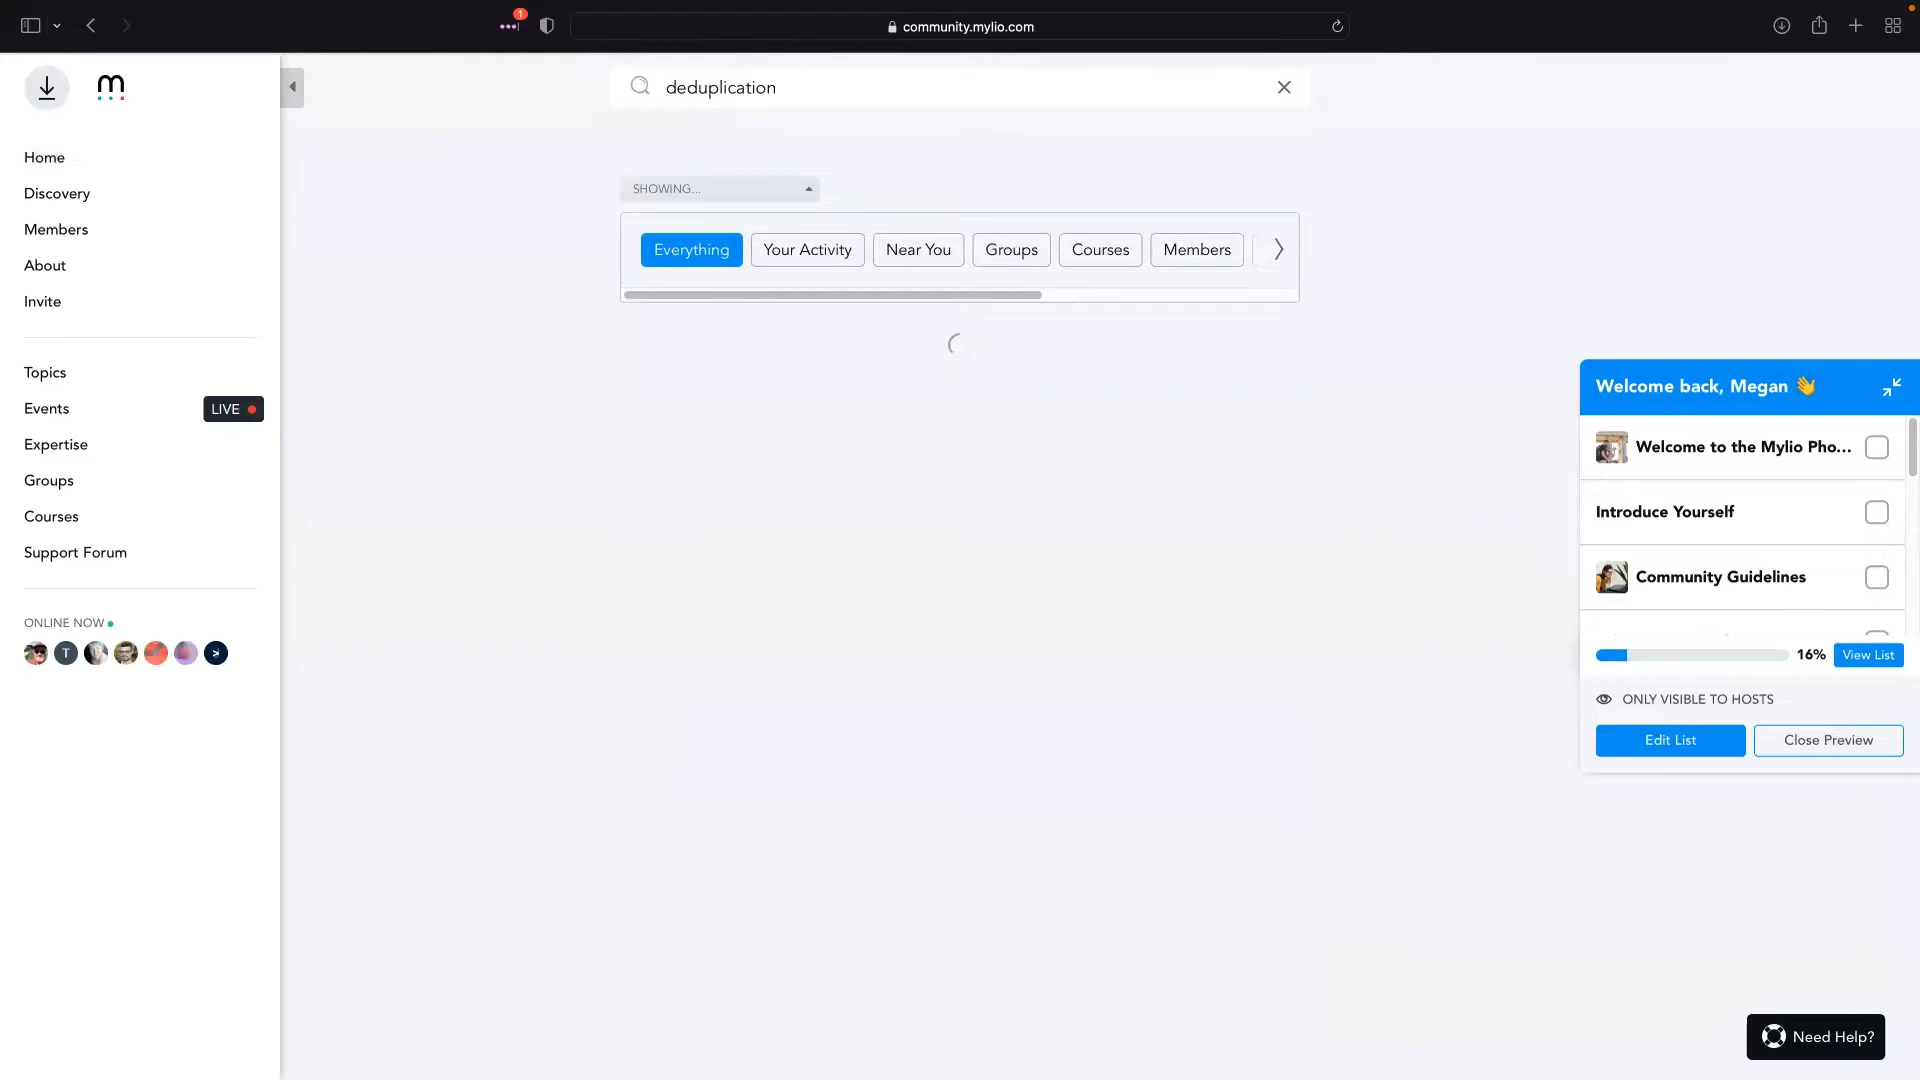 1
community.mylio.com
m
deduplication
Home
Discovery
Members
About
Invite
SHOWING...
Everything
Your Activity
Near You
Groups
Courses
Members
Topics
Events
LIVE
Expertise
Groups
Courses
Support Forum
ONLINE NOW
T
Welcome back, Megan 👋
Welcome to the Mylio Pho...
Introduce Yourself
Community Guidelines
16%
View List
ONLY VISIBLE TO HOSTS
Edit List
Close Preview
Need Help?